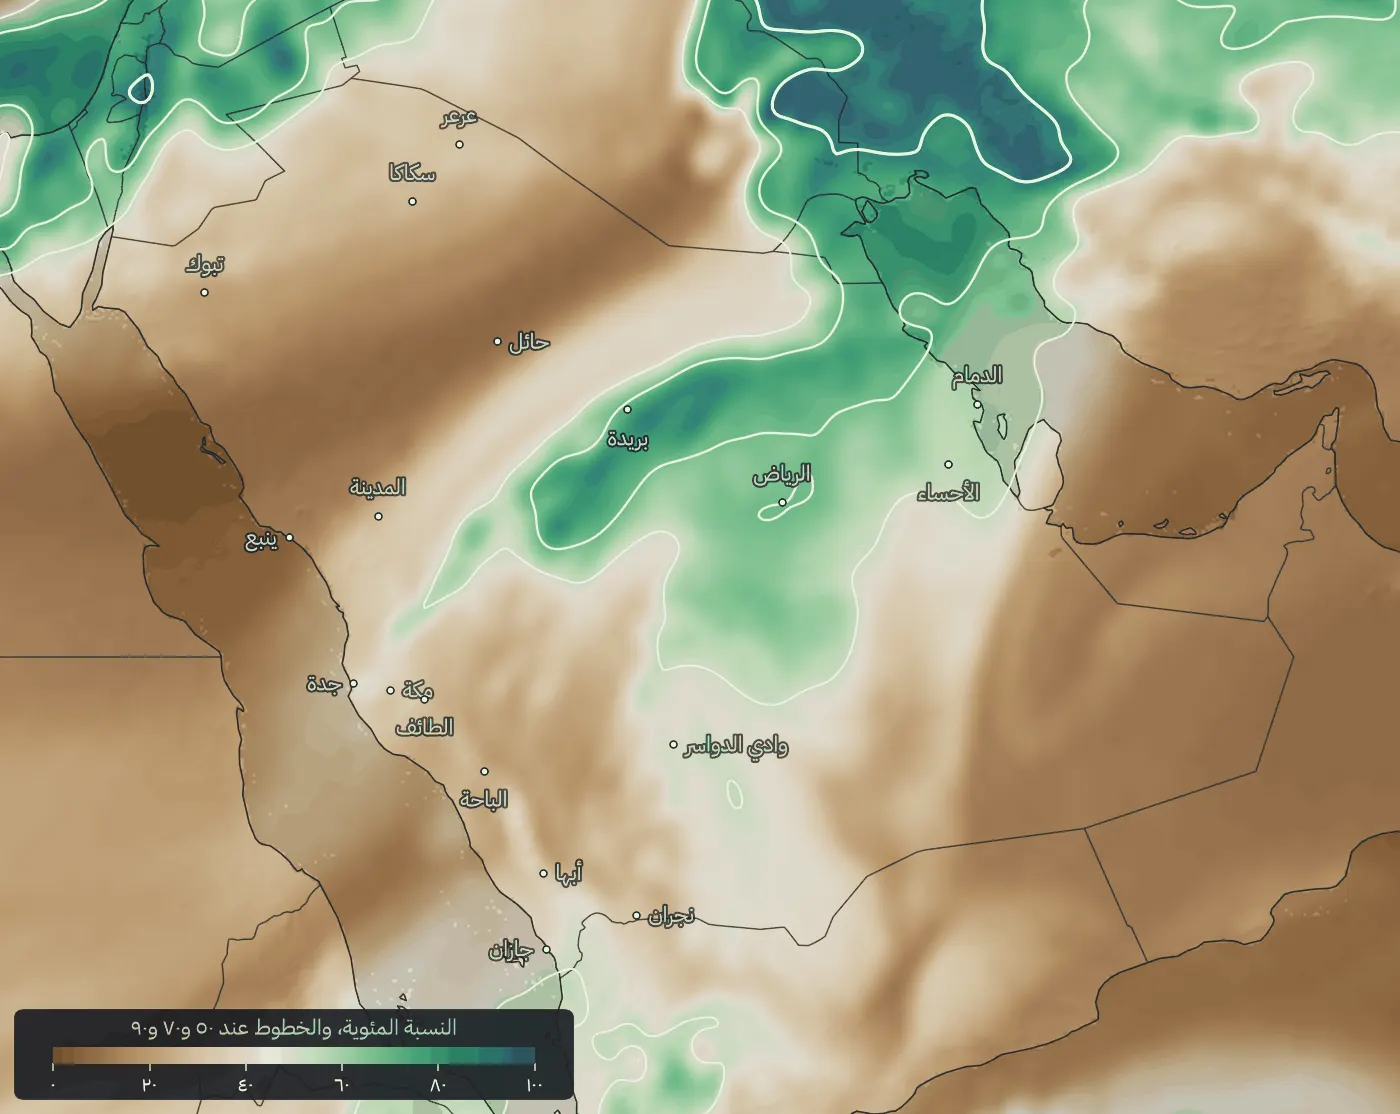 عرعر
سكاكا
تبوك
حائل
الدمام
بريدة
الرياض
الأحساء
المدينة
ينبع
جدة
مكة
الطائف
وادي الدواسر
الباحة
أبها
نجران
جازان
النسبة المئوية، والخطوط عند ٥٠ و٧٠ و٩٠
٠ ٢٠ ٤٠ ٦٠ ٨٠ ١٠٠